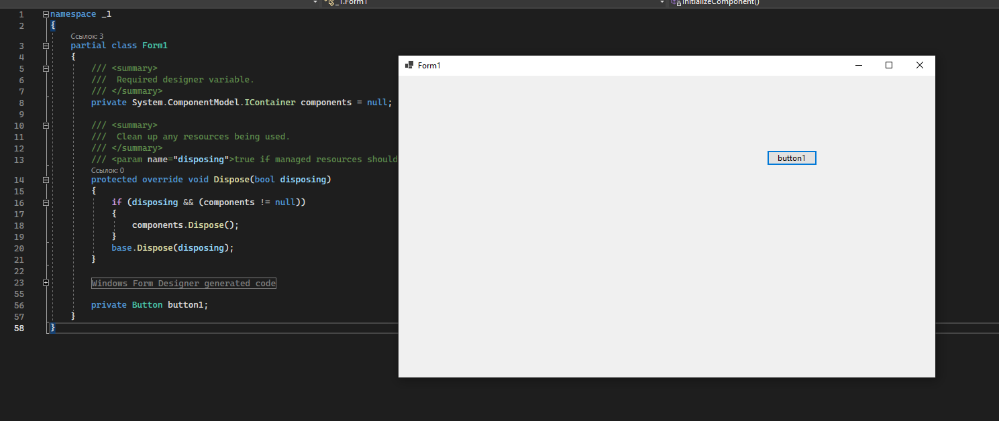 _1.Form1
InitializeComponent()
1 namespace _1
2 {
Ссылок: 3
3 partial class Form1
4 {
5 /// <summary>
6 ///  Required designer variable.
7 /// </summary>
8 private System.ComponentModel.IContainer components = null;
9
10 /// <summary>
11 ///  Clean up any resources being used.
12 /// </summary>
13 /// <param name="disposing">true if managed resources should
Ссылок: 0
14 protected override void Dispose(bool disposing)
15 {
16 if (disposing && (components != null))
17 {
18 components.Dispose();
19 }
20 base.Dispose(disposing);
21 }
22
23 Windows Form Designer generated code
55
56 private Button button1;
57 }
58 }
Form1
button1